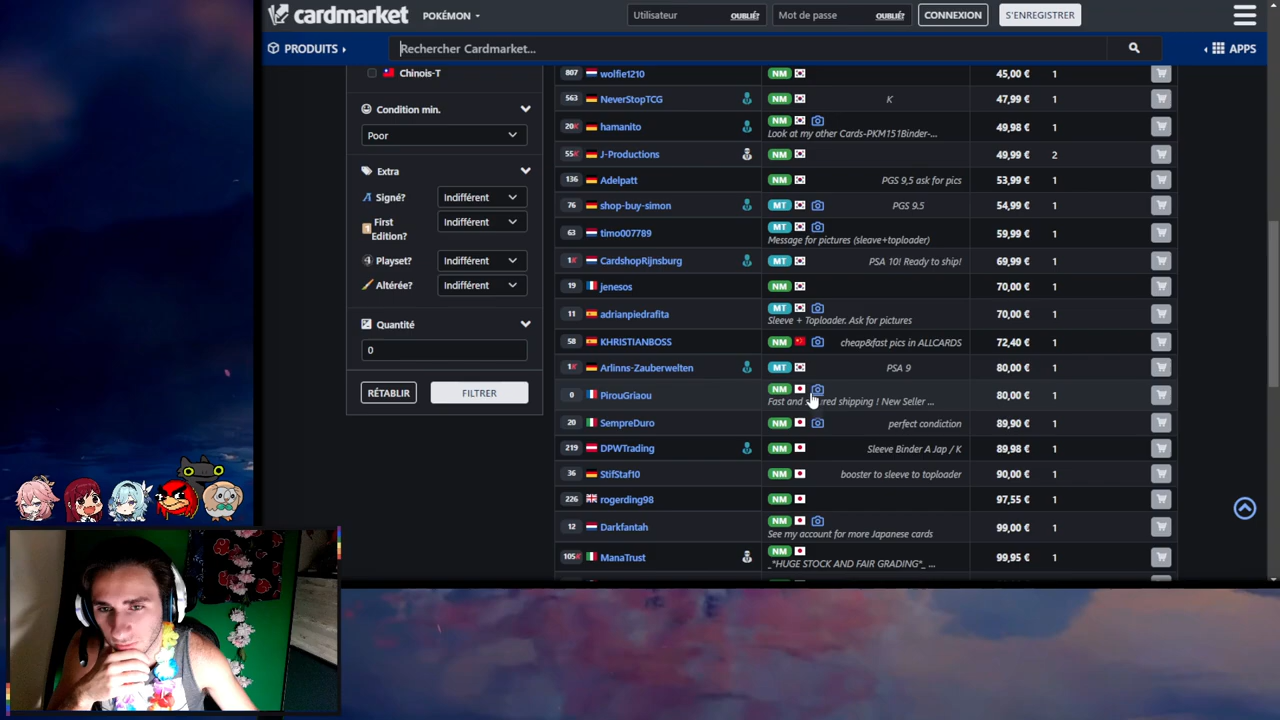 cardmarket
POKÉMON
Utilisateur
OUBLIÉ?
Mot de passe
OUBLIÉ?
CONNEXION
S'ENREGISTRER
PRODUITS
Rechercher Cardmarket...
APPS
Chinois-T
Condition min.
Poor
Extra
Signé?
Indifférent
First
Edition?
Indifférent
Playset?
Indifférent
Altérée?
Indifférent
Quantité
0
RÉTABLIR
FILTRER
807 wolfie1210 NM 45,00 € 1
563 NeverStopTCG NM K 47,99 € 1
20K hamanito NM 49,98 € 1
Look at my other Cards-PKM151Binder-...
55K J-Productions NM 49,99 € 2
136 Adelpatt NM PGS 9,5 ask for pics 53,99 € 1
76 shop-buy-simon MT PGS 9.5 54,99 € 1
63 timo007789 MT 59,99 € 1
Message for pictures (sleave+toploader)
1K CardshopRijnsburg MT PSA 10! Ready to ship! 69,99 € 1
19 jenesos NM 70,00 € 1
11 adrianpiedrafita MT 70,00 € 1
Sleeve + Toploader. Ask for pictures
58 KHRISTIANBOSS NM cheap&fast pics in ALLCARDS 72,40 € 1
1K Arlinns-Zauberwelten MT PSA 9 80,00 € 1
0 PirouGriaou NM 80,00 € 1
Fast and shipping ! New Seller ...
20 SempreDuro NM perfect condiction 89,90 € 1
219 DPWTrading NM Sleeve Binder A Jap / K 89,98 € 1
36 StifStaf10 NM booster to sleeve to toploader 90,00 € 1
226 rogerding98 NM 97,55 € 1
12 Darkfantah NM 99,00 € 1
See my account for more Japanese cards
105K ManaTrust NM 99,95 € 1
_*HUGE STOCK AND FAIR GRADING*_ ...